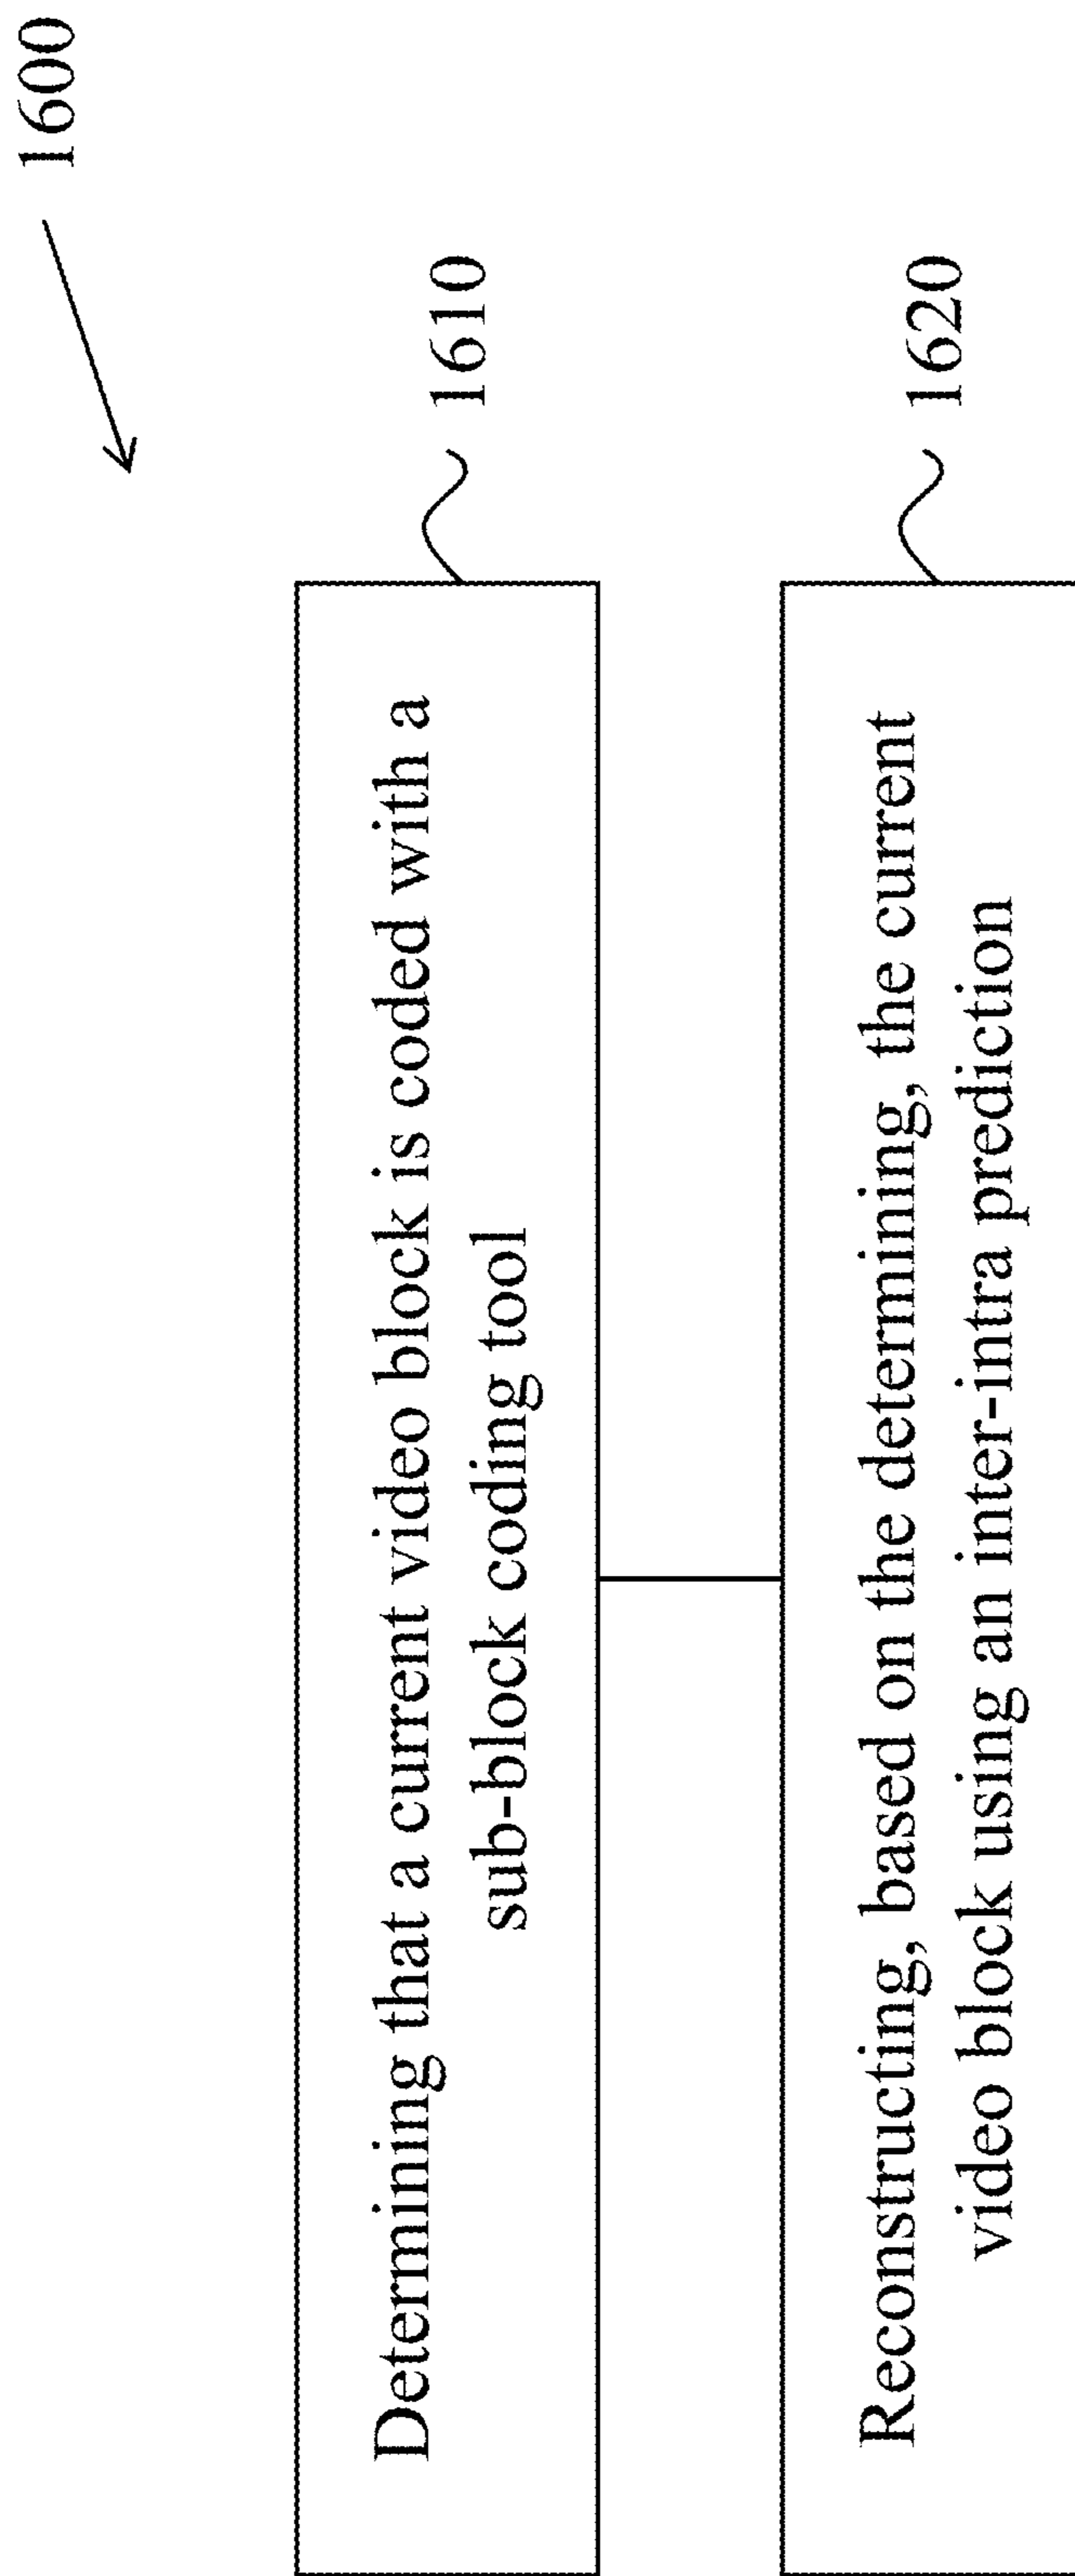 1600
Determining that a current video block is coded with a
sub-block coding tool
1610
Reconstructing, based on the determining, the current
video block using an inter-intra prediction
1620